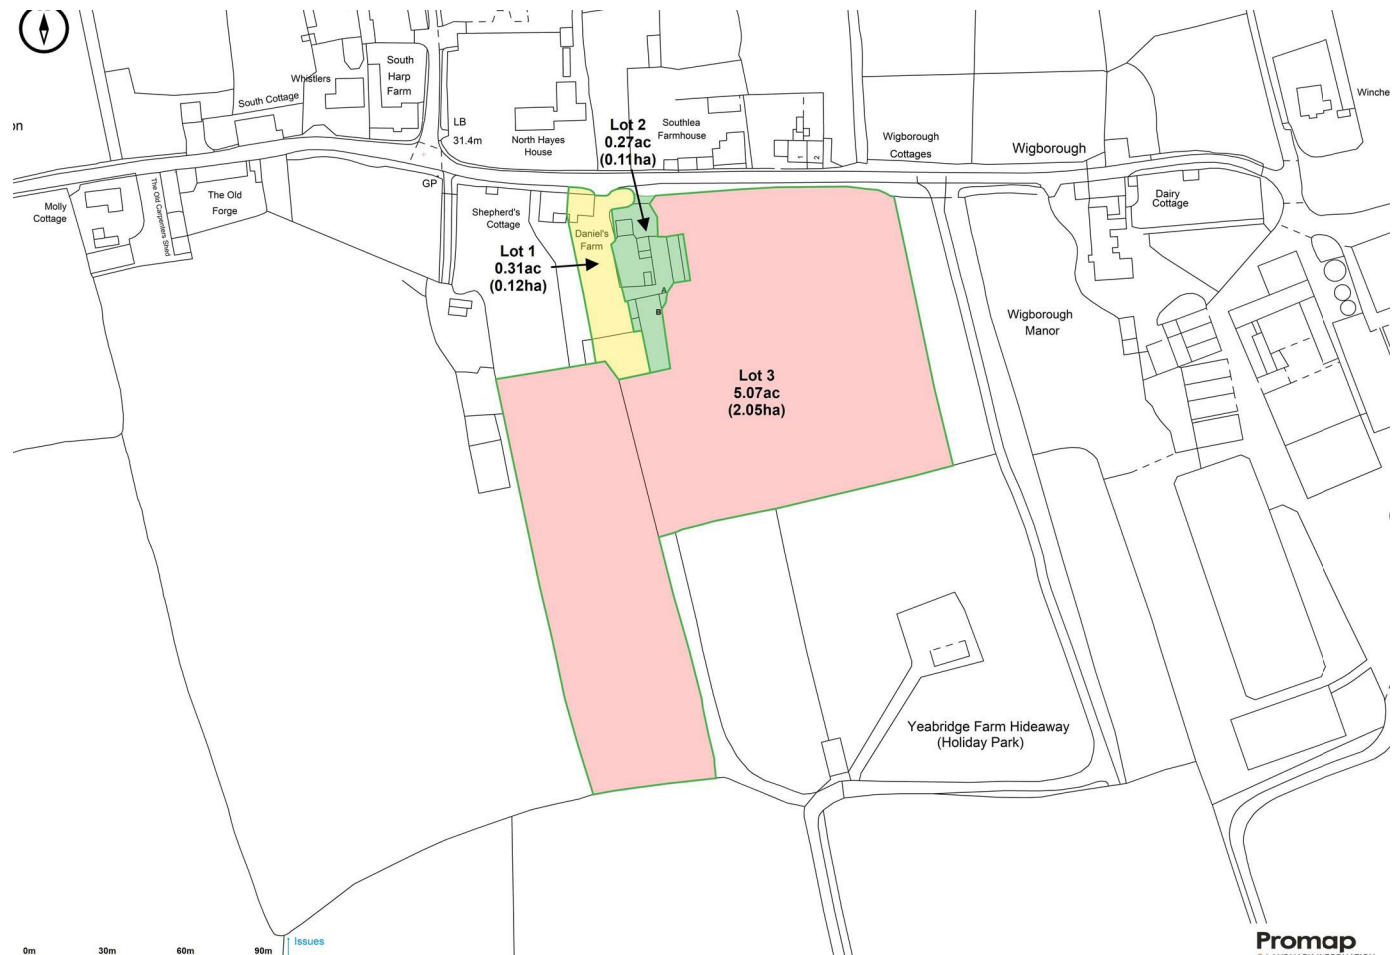 South
Harp
Farm
Whistlers
South Cottage
on
LB
31.4m
North Hayes
House
Lot 2
0.27ac
(0.11ha)
Southlea
Farmhouse
1
2
Wigborough
Cottages
Wigborough
Winche
GP
Molly
Cottage
The Old Carpenters Shed
The Old
Forge
Shepherd's
Cottage
Daniel's
Farm
Dairy
Cottage
Lot 1
0.31ac
(0.12ha)
A
B
Wigborough
Manor
Lot 3
5.07ac
(2.05ha)
Yeabridge Farm Hideaway
(Holiday Park)
Issues
0m 30m 60m 90m
Promap